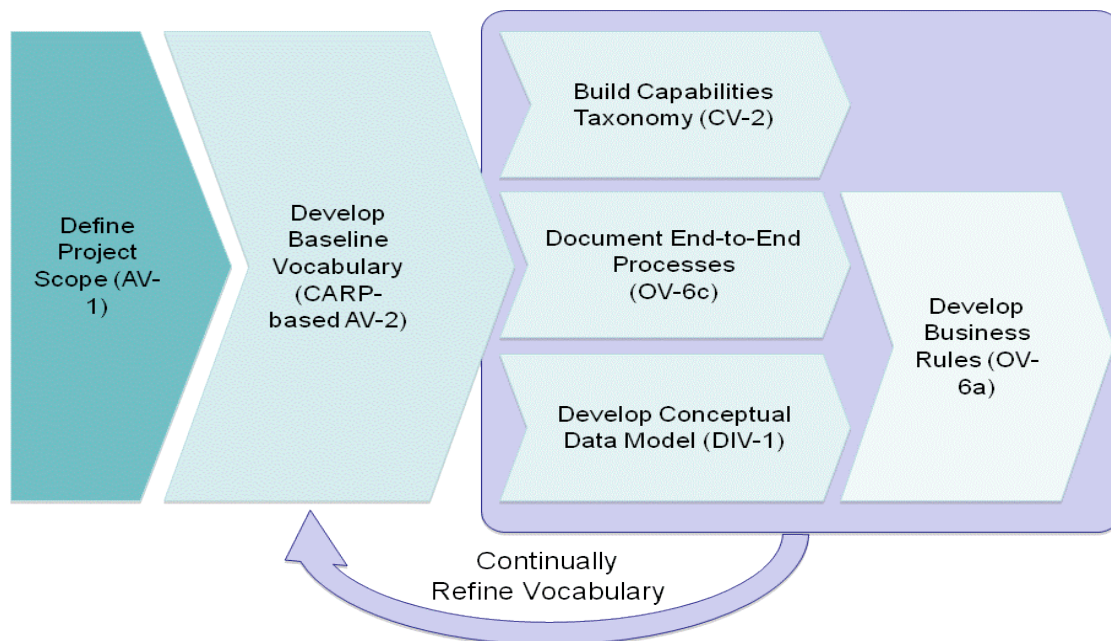 Define
Project
Scope (AV-
1)
Develop
Baseline
Vocabulary
(CARP-
based AV-2)
Build Capabilities
Taxonomy (CV-2)
Document End-to-End
Processes
(OV-6c)
Develop Conceptual
Data Model (DIV-1)
Develop
Business
Rules (OV-
6a)
Continually
Refine Vocabulary